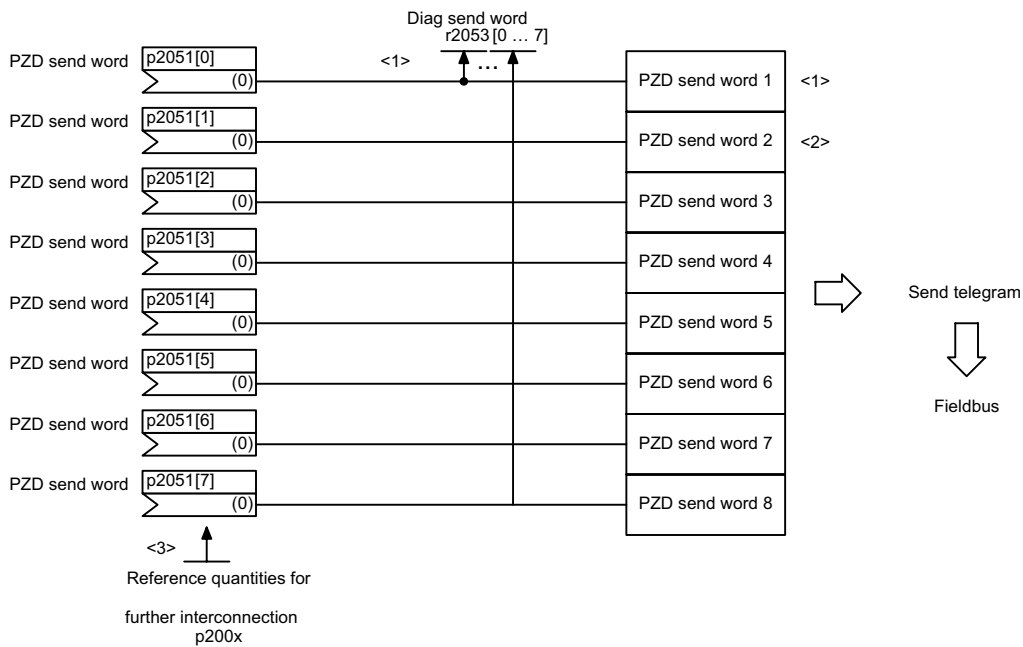 Diag send word
r2053 [0 … 7]
PZD send word
p2051[0]
(0)
<1>
...
PZD send word 1
<1>
PZD send word
p2051[1]
(0)
PZD send word 2
<2>
PZD send word
p2051[2]
(0)
PZD send word 3
PZD send word
p2051[3]
(0)
PZD send word 4
PZD send word
p2051[4]
(0)
PZD send word 5
PZD send word
p2051[5]
(0)
PZD send word 6
PZD send word
p2051[6]
(0)
PZD send word 7
PZD send word
p2051[7]
(0)
PZD send word 8
Send telegram
Fieldbus
<3>
Reference quantities for
further interconnection
p200x